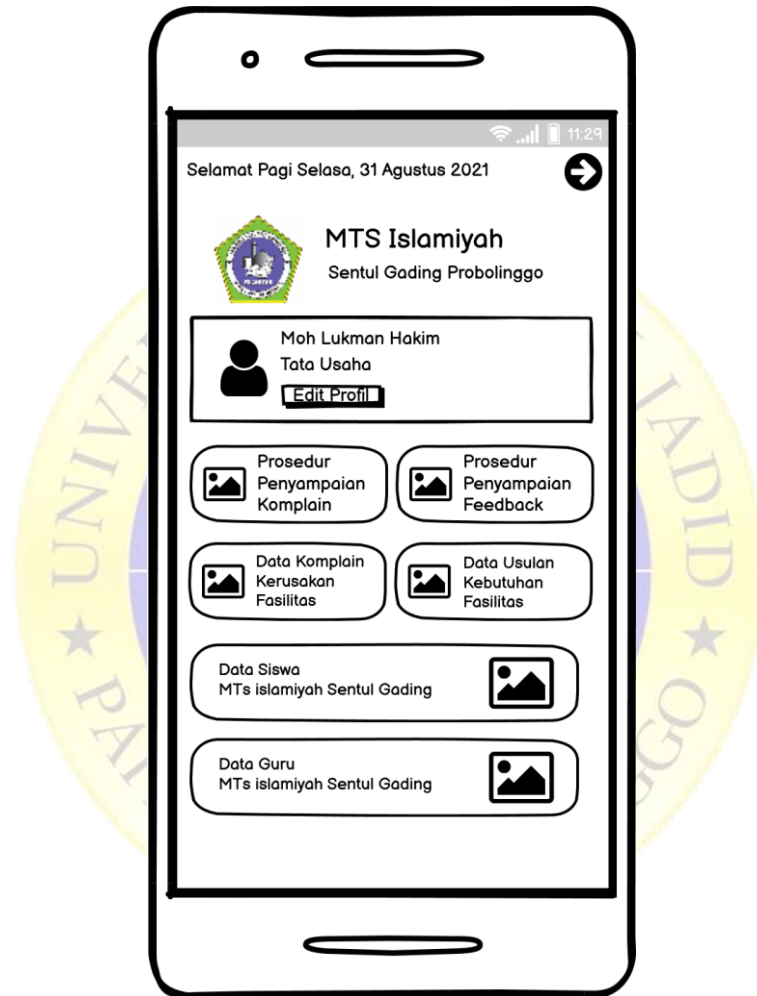 11:29
Selamat Pagi Selasa, 31 Agustus 2021
MTS Islamiyah
Sentul Gading Probolinggo
Moh Lukman Hakim
Tata Usaha
Edit Profil
Prosedur
Penyampaian
Komplain
Prosedur
Penyampaian
Feedback
Data Komplain
Kerusakan
Fasilitas
Data Usulan
Kebutuhan
Fasilitas
Data Siswa
MTs islamiyah Sentul Gading
Data Guru
MTs islamiyah Sentul Gading